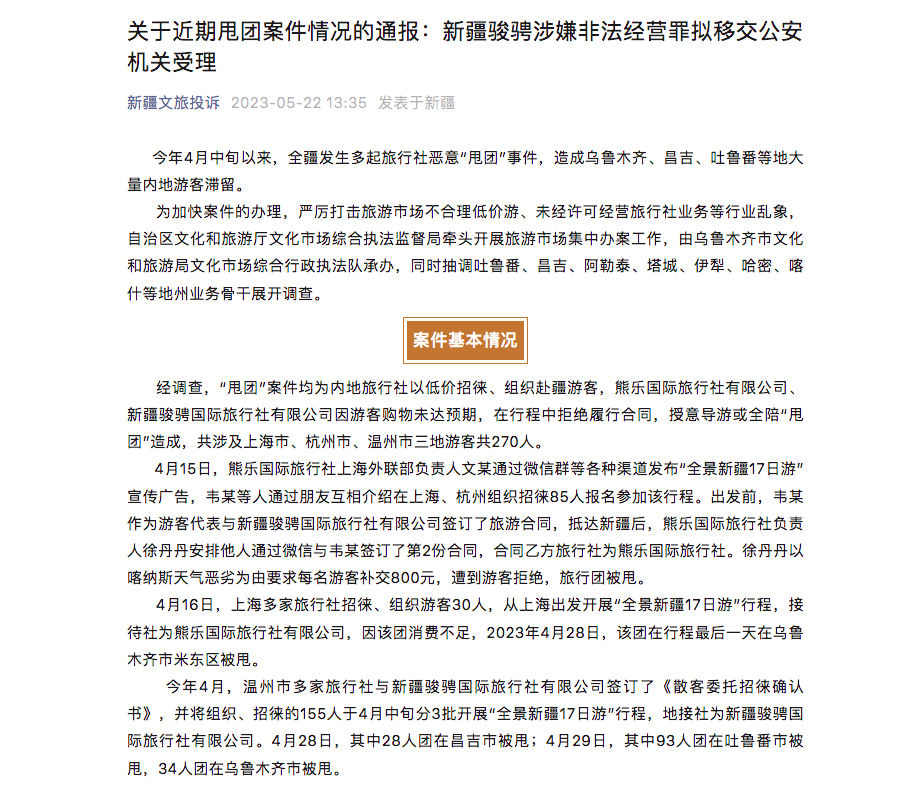 关于近期甩团案件情况的通报：新疆骏骋涉嫌非法经营罪拟移交公安
机关受理
新疆文旅投诉 2023-05-22 13:35 发表于新疆
今年4月中旬以来，全疆发生多起旅行社恶意“甩团”事件，造成乌鲁木齐、昌吉、吐鲁番等地大
量内地游客滞留。
为加快案件的办理，严厉打击旅游市场不合理低价游、未经许可经营旅行社业务等行业乱象，
自治区文化和旅游厅文化市场综合执法监督局牵头开展旅游市场集中办案工作，由乌鲁木齐市文化
和旅游局文化市场综合行政执法队承办，同时抽调吐鲁番、昌吉、阿勒泰、塔城、伊犁、哈密、喀
什等地州业务骨干展开调查。
案件基本情况
经调查，“甩团”案件均为内地旅行社以低价招徕、组织赴疆游客，熊乐国际旅行社有限公司、
新疆骏骋国际旅行社有限公司因游客购物未达预期，在行程中拒绝履行合同，授意导游或全陪“甩
团”造成，共涉及上海市、杭州市、温州市三地游客共270人。
4月15日，熊乐国际旅行社上海外联部负责人文某通过微信群等各种渠道发布“全景新疆17日游”
宣传广告，韦某等人通过朋友互相介绍在上海、杭州组织招徕85人报名参加该行程。出发前，韦某
作为游客代表与新疆骏骋国际旅行社有限公司签订了旅游合同，抵达新疆后，熊乐国际旅行社负责
人徐丹丹安排他人通过微信与韦某签订了第2份合同，合同乙方旅行社为熊乐国际旅行社。徐丹丹以
喀纳斯天气恶劣为由要求每名游客补交800元，遭到游客拒绝，旅行团被甩。
4月16日，上海多家旅行社招徕、组织游客30人，从上海出发开展“全景新疆17日游”行程，接
待社为熊乐国际旅行社有限公司，因该团消费不足，2023年4月28日，该团在行程最后一天在乌鲁
木齐市米东区被甩。
今年4月，温州市多家旅行社与新疆骏骋国际旅行社有限公司签订了《散客委托招徕确认
书》，并将组织、招徕的155人于4月中旬分3批开展“全景新疆17日游”行程，地接社为新疆骏骋国
际旅行社有限公司。4月28日，其中28人团在昌吉市被甩；4月29日，其中93人团在吐鲁番市被
甩，34人团在乌鲁木齐市被甩。